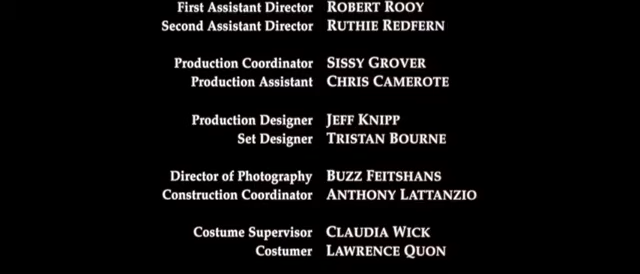 First Assistant Director ROBERT ROOY
Second Assistant Director RUTHIE REDFERN
Production Coordinator SISSY GROVER
Production Assistant CHRIS CAMEROTE
Production Designer JEFF KNIPP
Set Designer TRISTAN BOURNE
Director of Photography BUZZ FEITSHANS
Construction Coordinator ANTHONY LATTANZIO
Costume Supervisor CLAUDIA WICK
Costumer LAWRENCE QUON